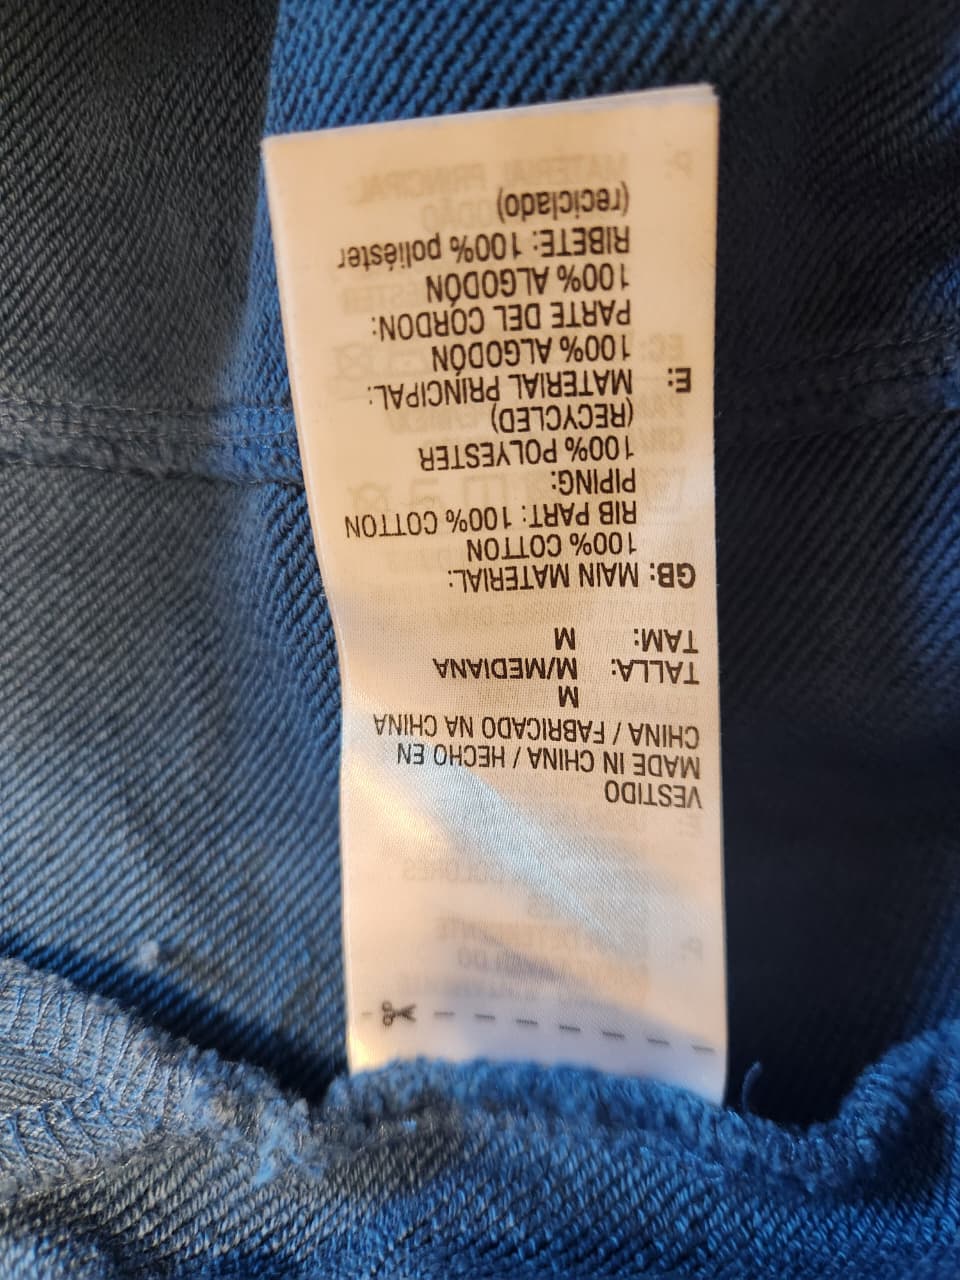 VESTIDO
MADE IN CHINA / HECHO EN
CHINA / FABRICADO NA CHINA
M
TALLA: M/MEDIANA
TAM: M
GB: MAIN MATERIAL:
100% COTTON
RIB PART: 100% COTTON
PIPING:
100% POLYESTER
(RECYCLED)
E: MATERIAL PRINCIPAL:
100% ALGODÓN
PARTE DEL CORDON:
100% ALGODÓN
RIBETE: 100% poliéster
(reciclado)